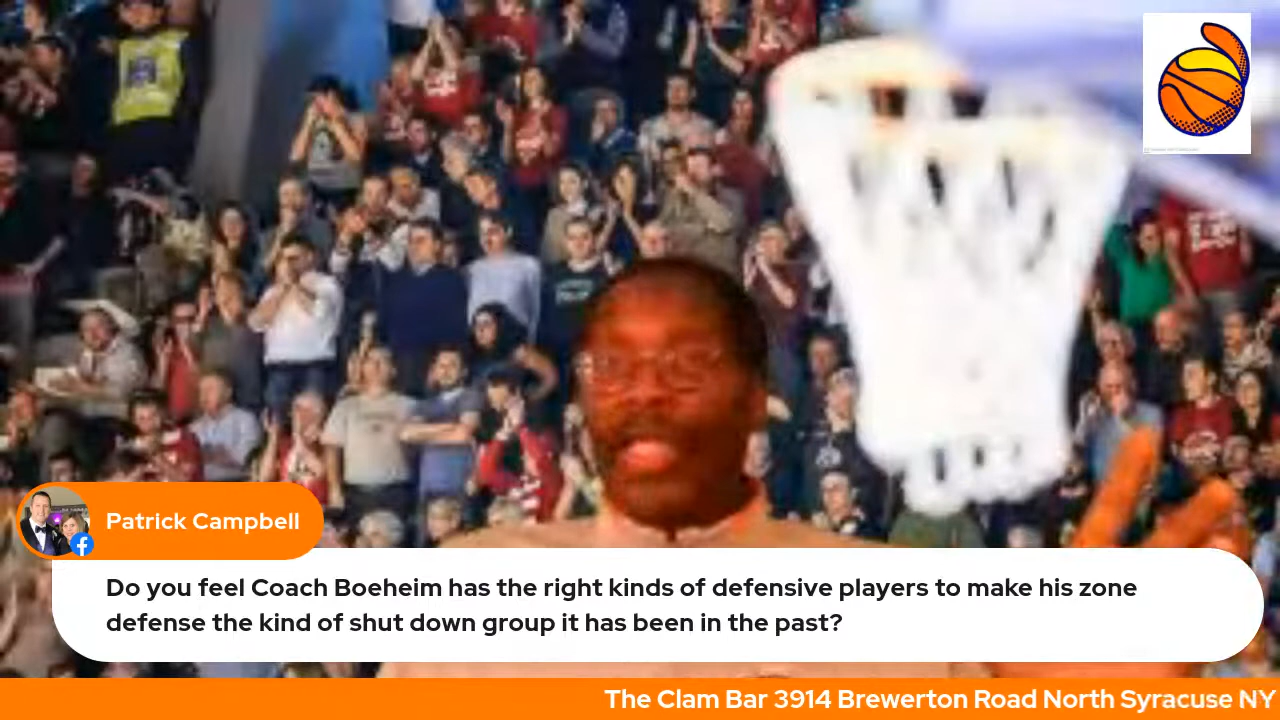 Patrick Campbell
Do you feel Coach Boeheim has the right kinds of defensive players to make his zone
defense the kind of shut down group it has been in the past?
The Clam Bar 3914 Brewerton Road North Syracuse NY